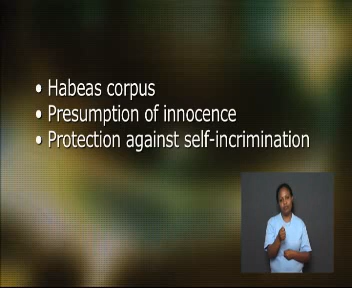 • Habeas corpus
• Presumption of innocence
• Protection against self-incrimination